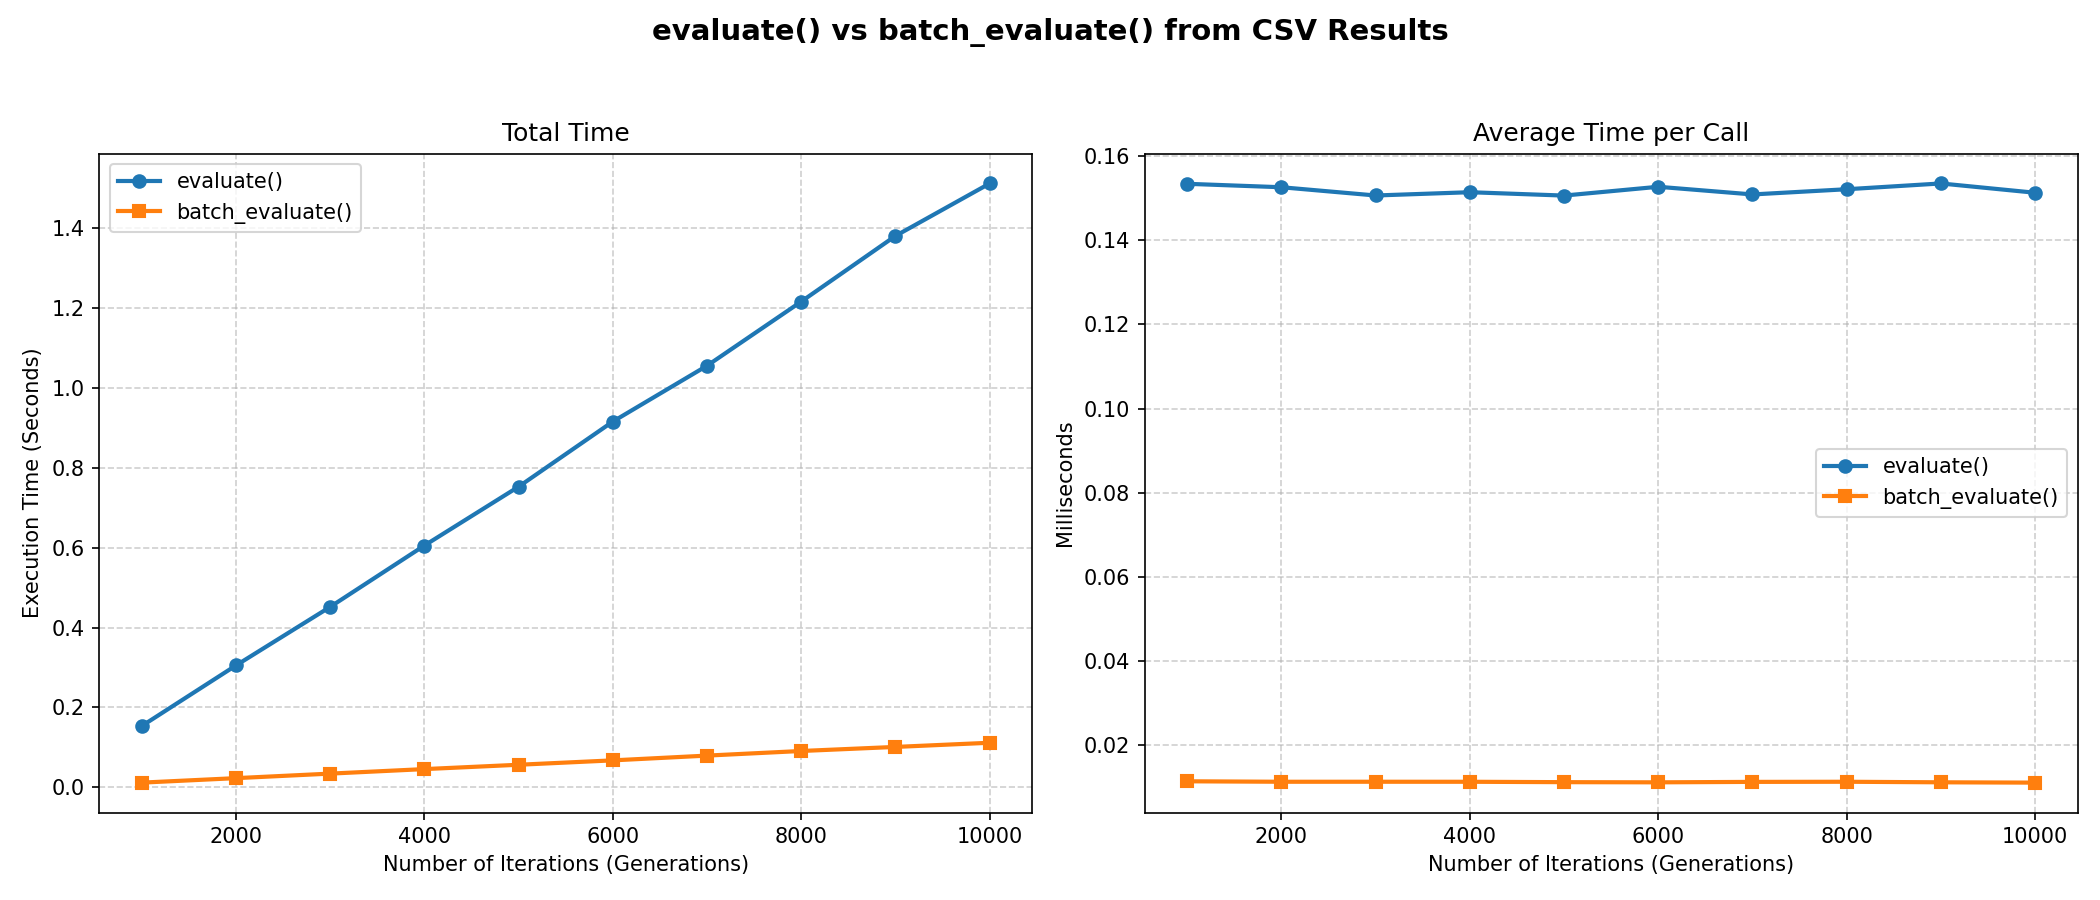 evaluate() vs batch_evaluate() from CSV Results
Total Time
evaluate()
batch_evaluate()
Execution Time (Seconds)
1.4
1.2
1.0
0.8
0.6
0.4
0.2
0.0
2000 4000 6000 8000 10000
Number of Iterations (Generations)
Average Time per Call
evaluate()
batch_evaluate()
Milliseconds
0.16
0.14
0.12
0.10
0.08
0.06
0.04
0.02
2000 4000 6000 8000 10000
Number of Iterations (Generations)